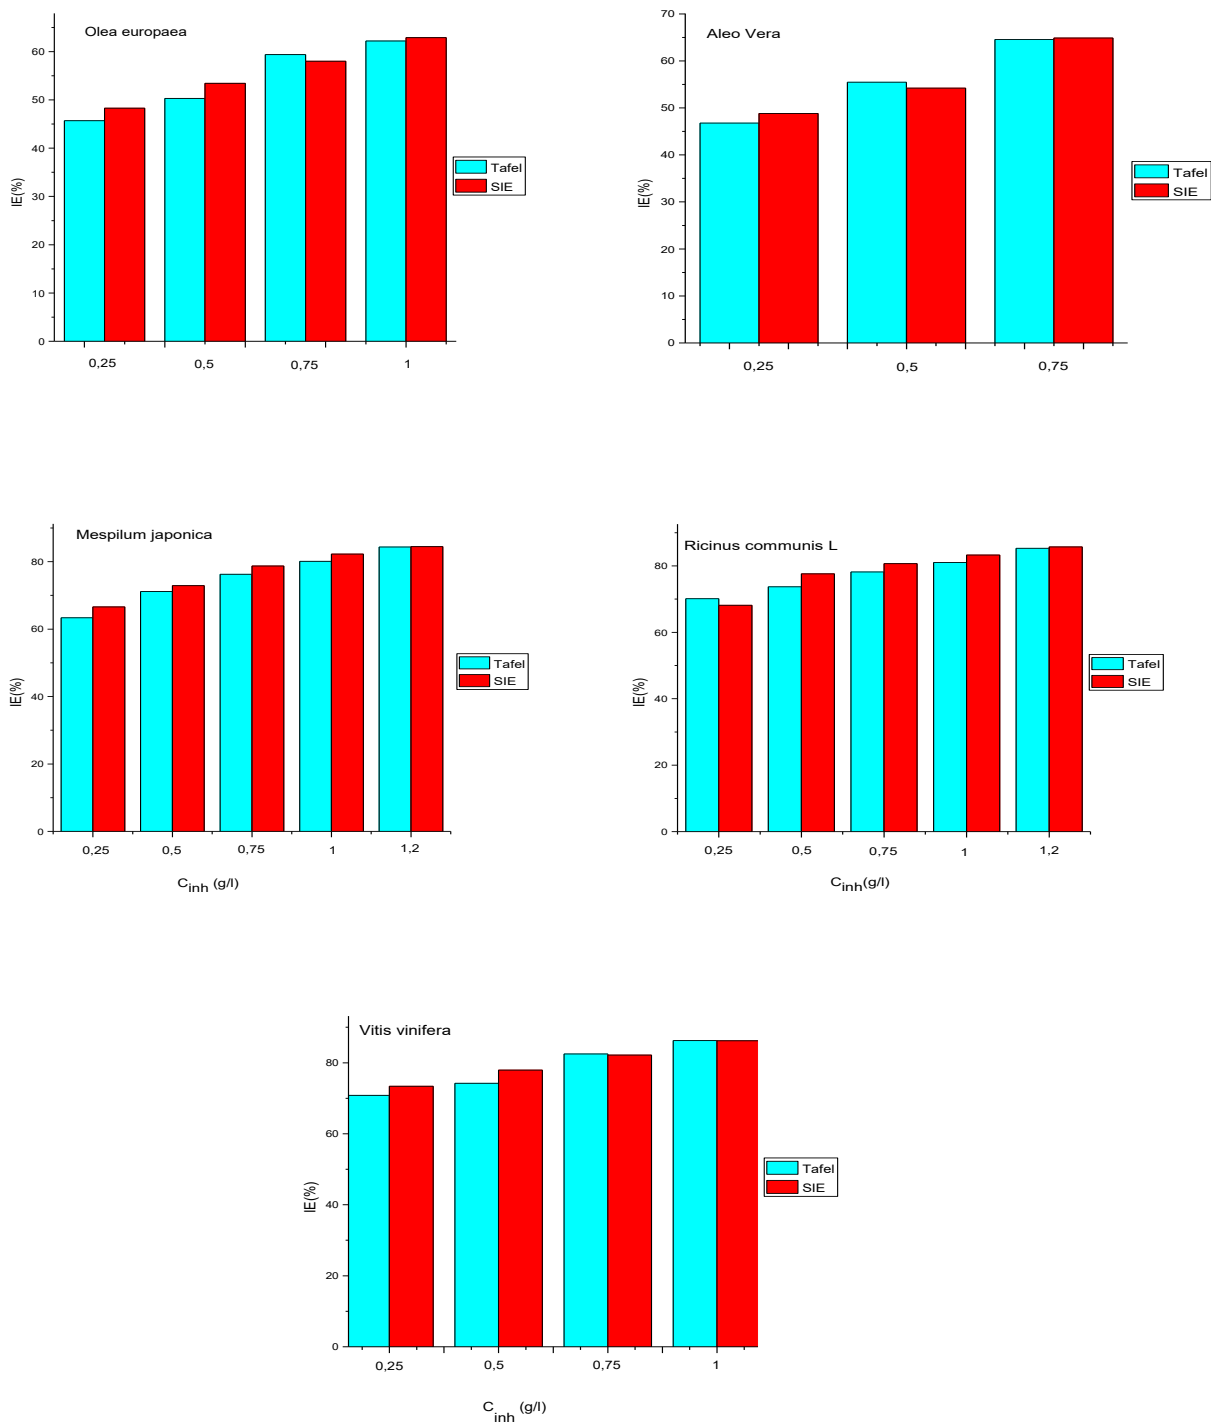 Olea europaea
IE(%)
60
50
40
30
20
10
0
0,25 0,5 0,75 1
Tafel
SIE
Aleo Vera
IE(%)
70
60
50
40
30
20
10
0
0,25 0,5 0,75
Tafel
SIE
Mespilum japonica
IE(%)
80
60
40
20
0
0,25 0,5 0,75 1 1,2
C_inh (g/l)
Tafel
SIE
Ricinus communis L
IE(%)
80
60
40
20
0
0,25 0,5 0,75 1 1,2
C_inh(g/l)
Tafel
SIE
Vitis vinifera
IE(%)
80
60
40
20
0
0,25 0,5 0,75 1
C_inh (g/l)
Tafel
SIE